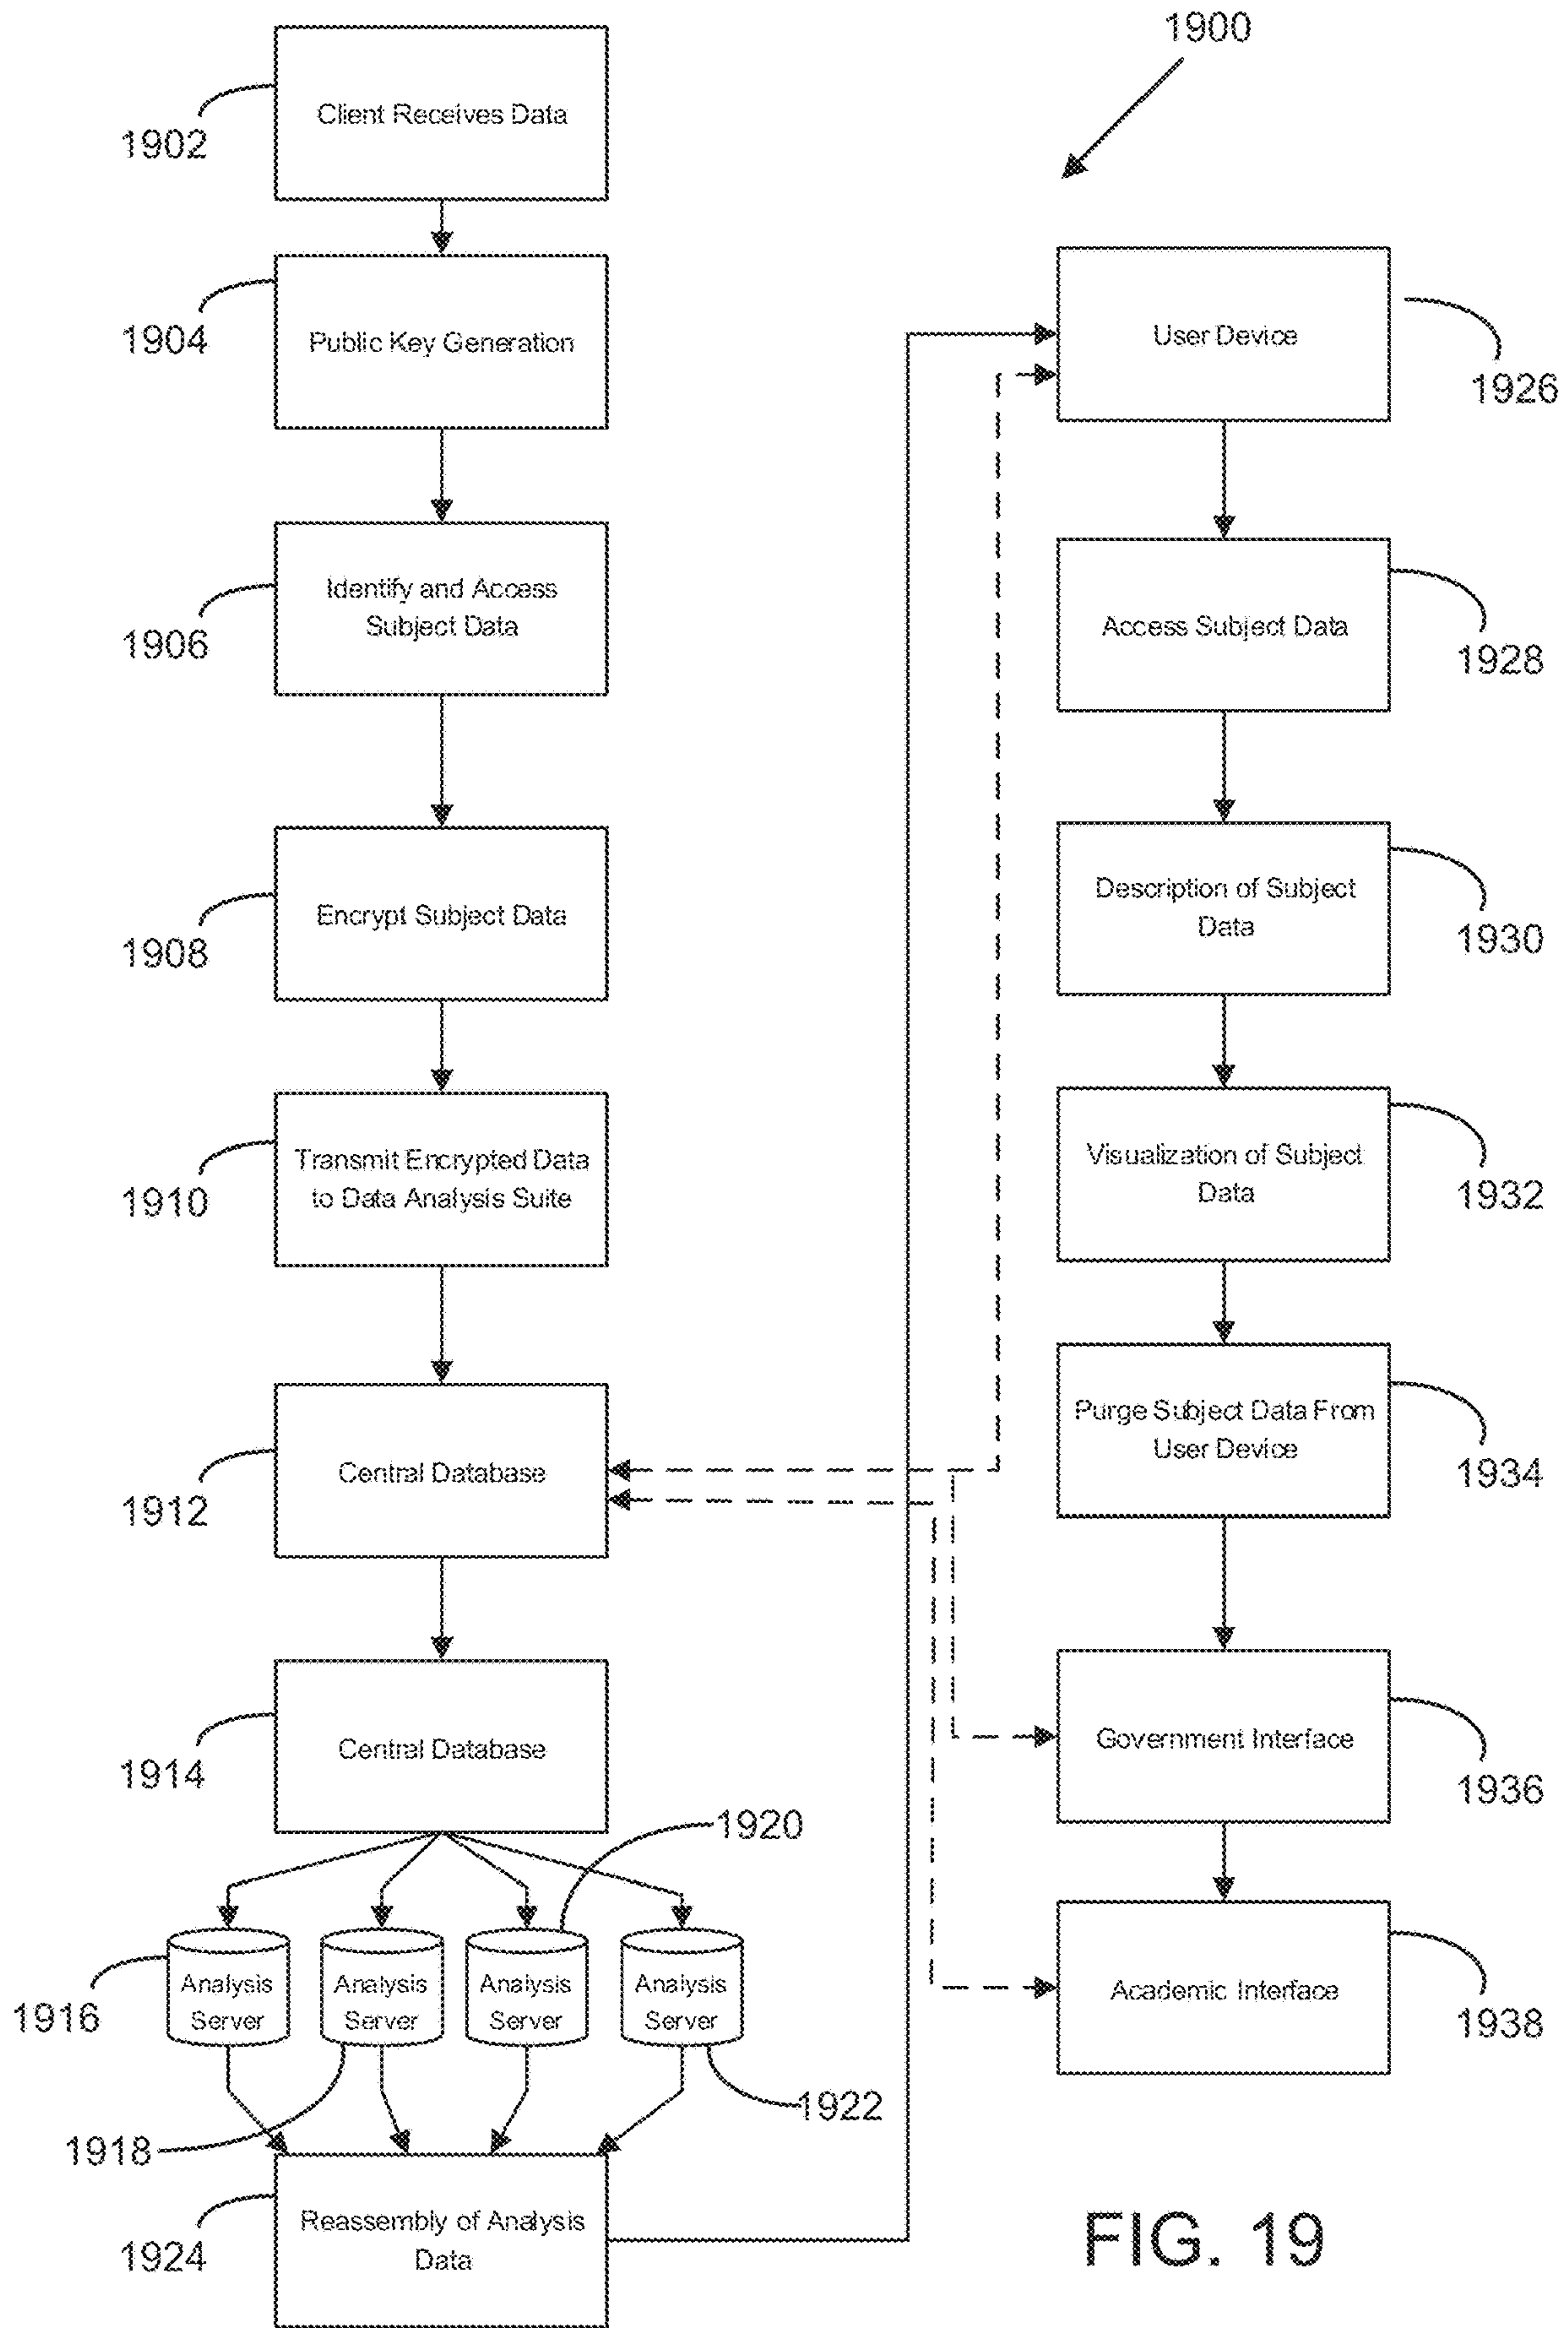 1900
Client Receives Data
1902
Public Key Generation
1904
Identify and Access
Subject Data
1906
Encrypt Subject Data
1908
Transmit Encrypted Data
to Data Analysis Suite
1910
Central Database
1912
Central Database
1914
1920
Analysis
Server
Analysis
Server
Analysis
Server
Analysis
Server
1916
1918
1922
Reassembly of Analysis
Data
1924
User Device
1926
Access Subject Data
1928
Description of Subject
Data
1930
Visualization of Subject
Data
1932
Purge Subject Data From
User Device
1934
Government Interface
1936
Academic Interface
1938
FIG. 19